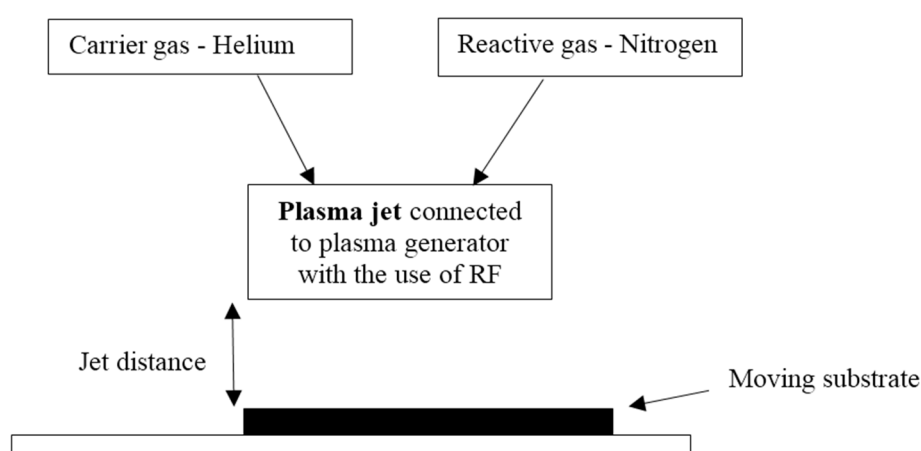 Carrier gas - Helium
Reactive gas - Nitrogen
Plasma jet connected
to plasma generator
with the use of RF
Jet distance
Moving substrate